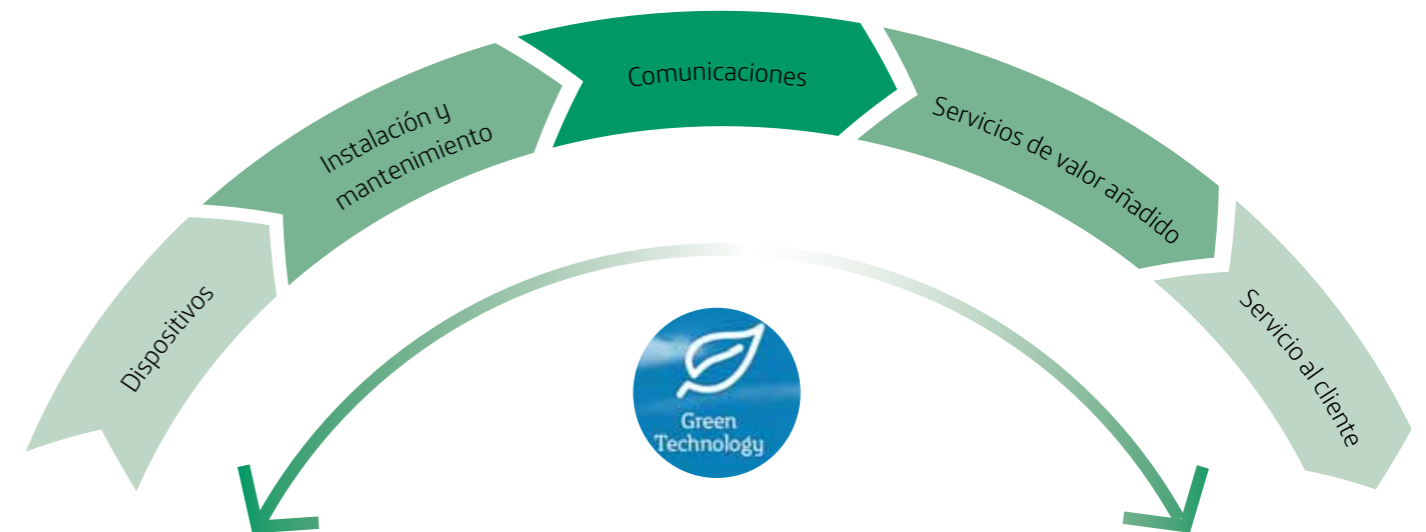 Dispositivos
Instalación y
mantenimiento
Comunicaciones
Servicios de valor añadido
Servicio al cliente
Green
Technology